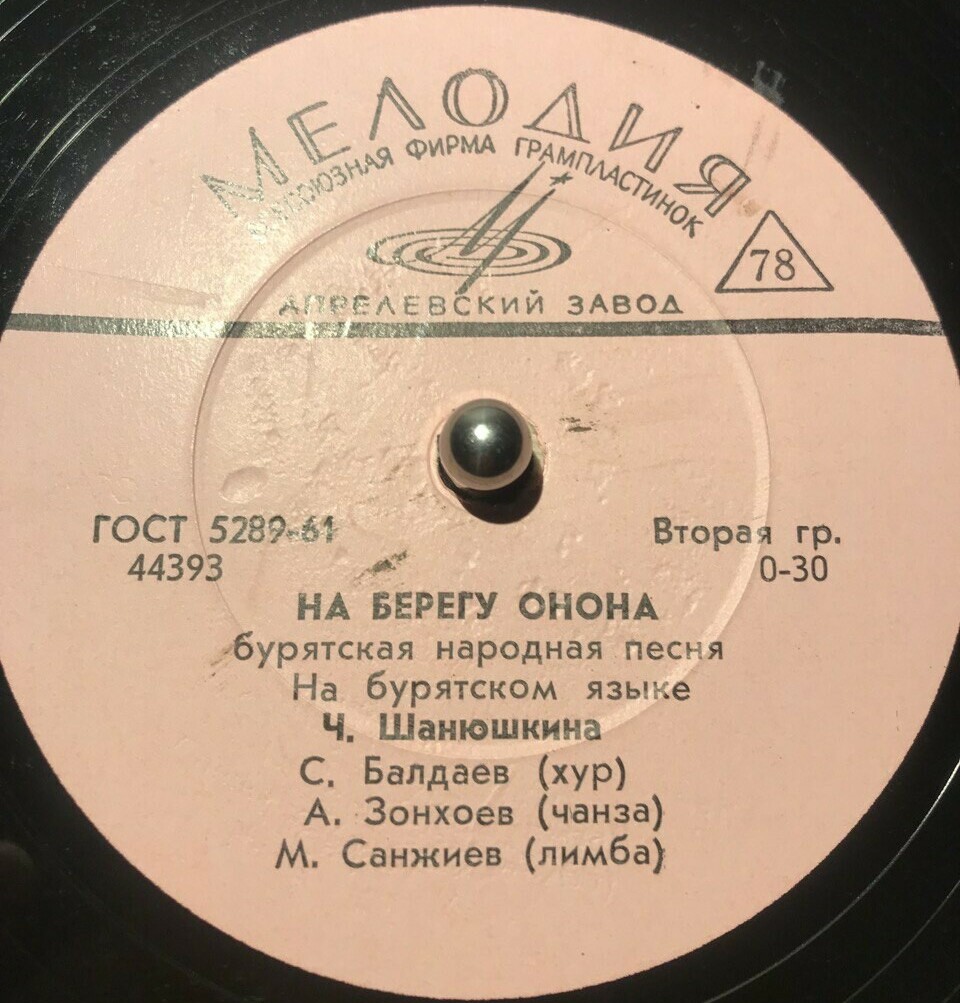 МЕЛОДИЯ
ВСЕСОЮЗНАЯ ФИРМА ГРАМПЛАСТИНОК
78
АПРЕЛЕВСКИЙ ЗАВОД
ГОСТ 5289-61
Вторая гр.
44393
0-30
НА БЕРЕГУ ОНОНА
бурятская народная песня
На бурятском языке
Ч. Шанюшкина
С. Балдаев (хур)
А. Зонхоев (чанза)
М. Санжиев (лимба)